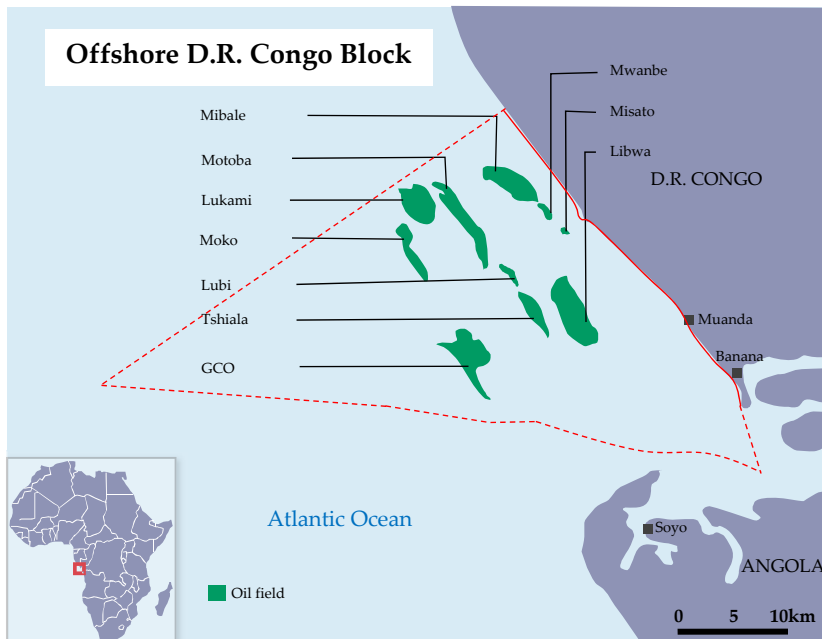 Offshore D.R. Congo Block
Mwanbe
Mibale
Misato
Motoba
Libwa
D.R. CONGO
Lukami
Moko
Lubi
Tshiala
Muanda
Banana
GCO
Atlantic Ocean
Soyo
ANGOLA
Oil field
0 5 10km